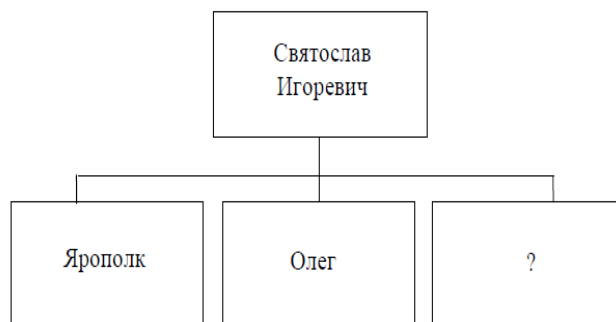 Святослав
Игоревич
Ярополк
Олег
?